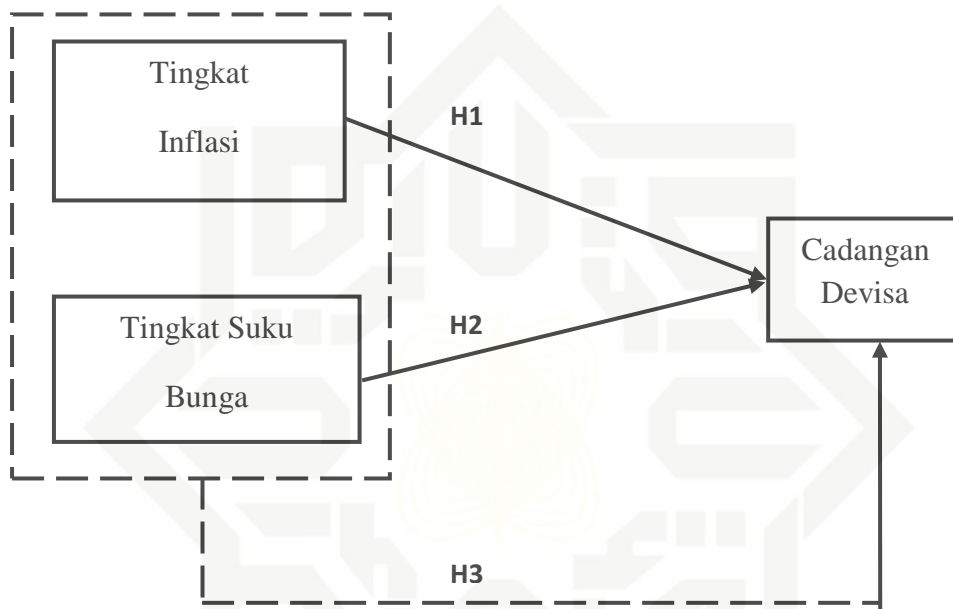 Tingkat
Inflasi
H1
Cadangan
Devisa
Tingkat Suku
Bunga
H2
H3